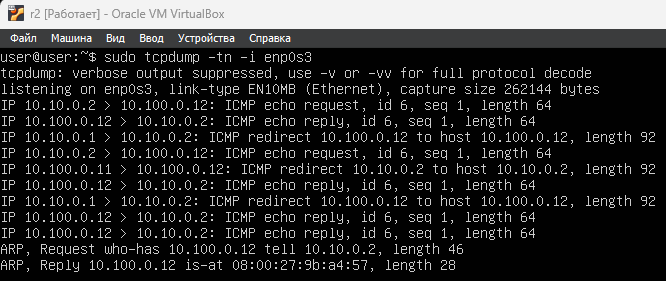 r2 [Работает] - Oracle VM VirtualBox
Файл Машина Вид Ввод Устройства Справка
user@user:~$ sudo tcpdump -tn -i enp0s3
tcpdump: verbose output suppressed, use -v or -vv for full protocol decode
listening on enp0s3, link-type EN10MB (Ethernet), capture size 262144 bytes
IP 10.10.0.2 > 10.100.0.12: ICMP echo request, id 6, seq 1, length 64
IP 10.100.0.12 > 10.10.0.2: ICMP echo reply, id 6, seq 1, length 64
IP 10.10.0.1 > 10.10.0.2: ICMP redirect 10.100.0.12 to host 10.100.0.12, length 92
IP 10.10.0.2 > 10.100.0.12: ICMP echo request, id 6, seq 1, length 64
IP 10.100.0.11 > 10.100.0.12: ICMP redirect 10.10.0.2 to host 10.10.0.2, length 92
IP 10.100.0.12 > 10.10.0.2: ICMP echo reply, id 6, seq 1, length 64
IP 10.10.0.1 > 10.10.0.2: ICMP redirect 10.100.0.12 to host 10.100.0.12, length 92
IP 10.100.0.12 > 10.10.0.2: ICMP echo reply, id 6, seq 1, length 64
IP 10.100.0.12 > 10.10.0.2: ICMP echo reply, id 6, seq 1, length 64
ARP, Request who-has 10.100.0.12 tell 10.10.0.2, length 46
ARP, Reply 10.100.0.12 is-at 08:00:27:9b:a4:57, length 28